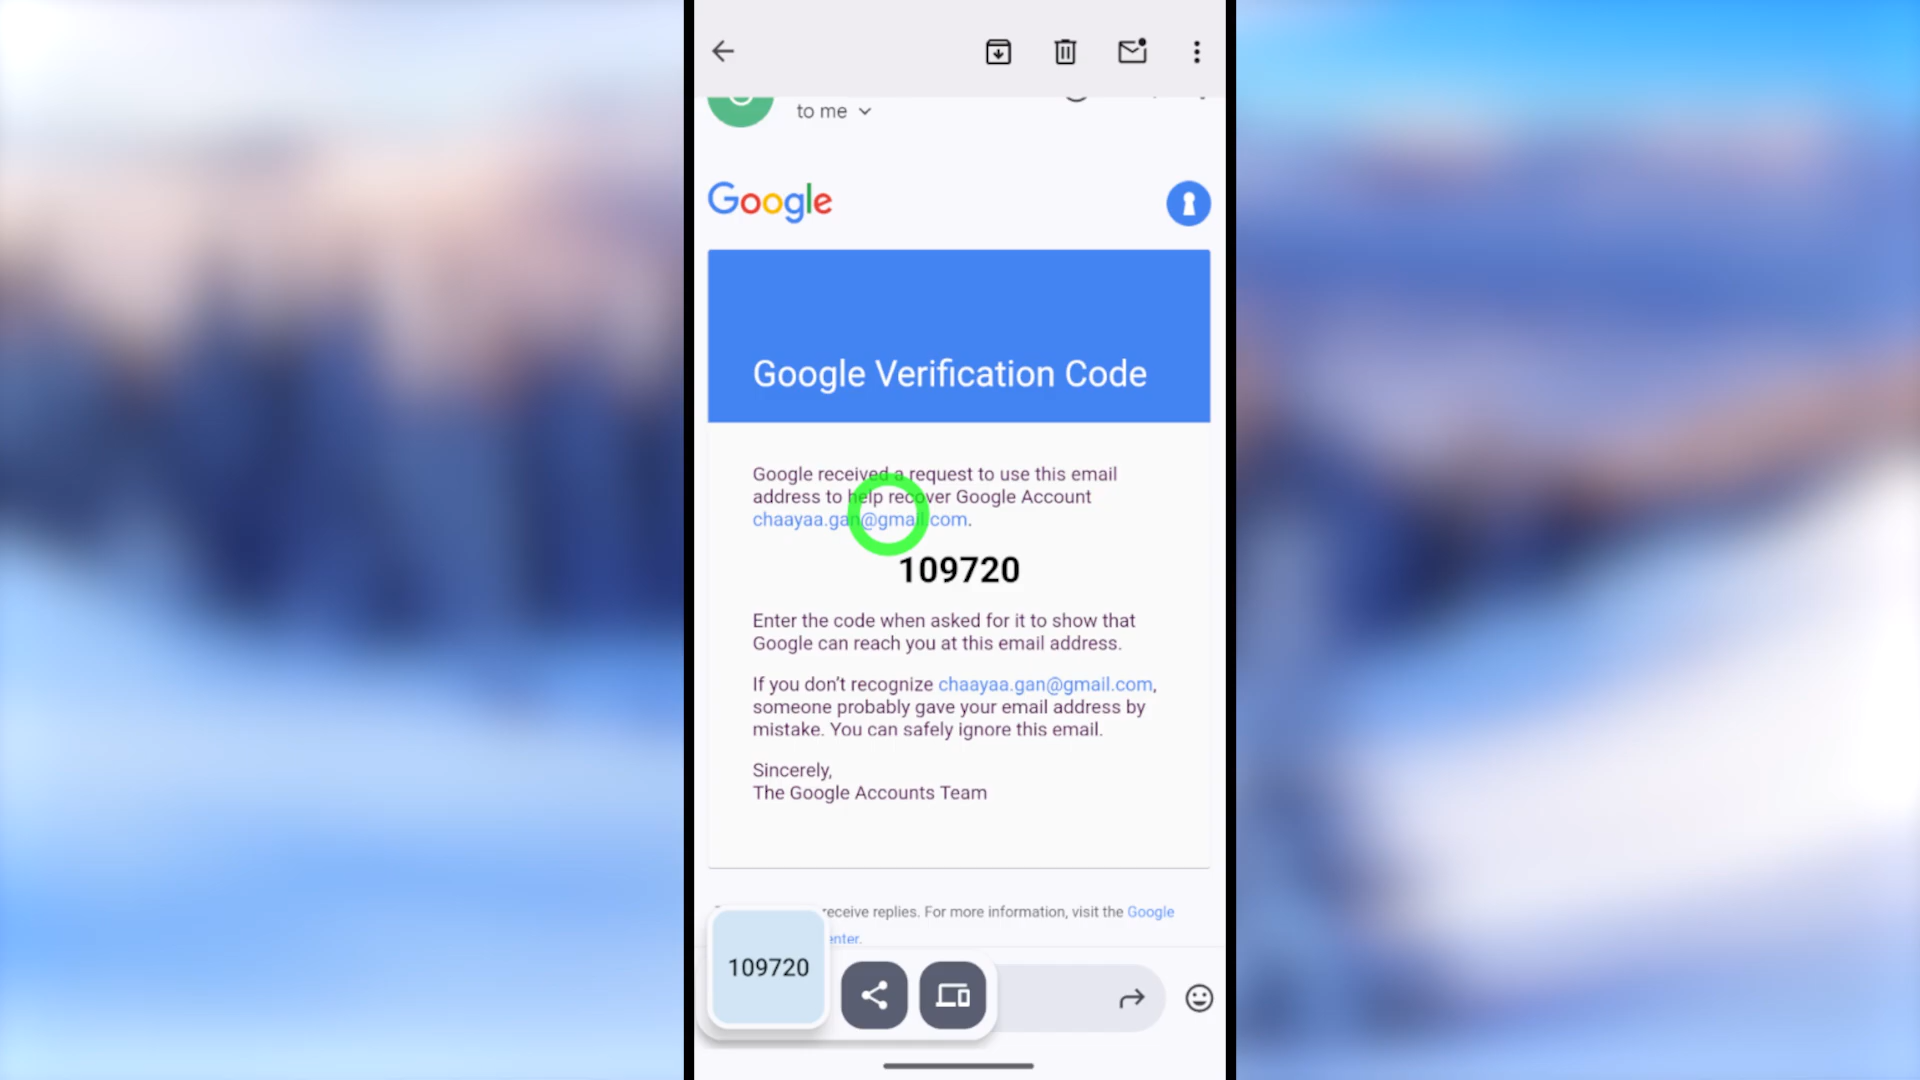 to me
Google
Google Verification Code
Google received a request to use this email
address to help recover Google Account
chaayaa.gan@gmail.com.
109720
Enter the code when asked for it to show that
Google can reach you at this email address.
If you don't recognize chaayaa.gan@gmail.com,
someone probably gave your email address by
mistake. You can safely ignore this email.
Sincerely,
The Google Accounts Team
receive replies. For more information, visit the Google
109720